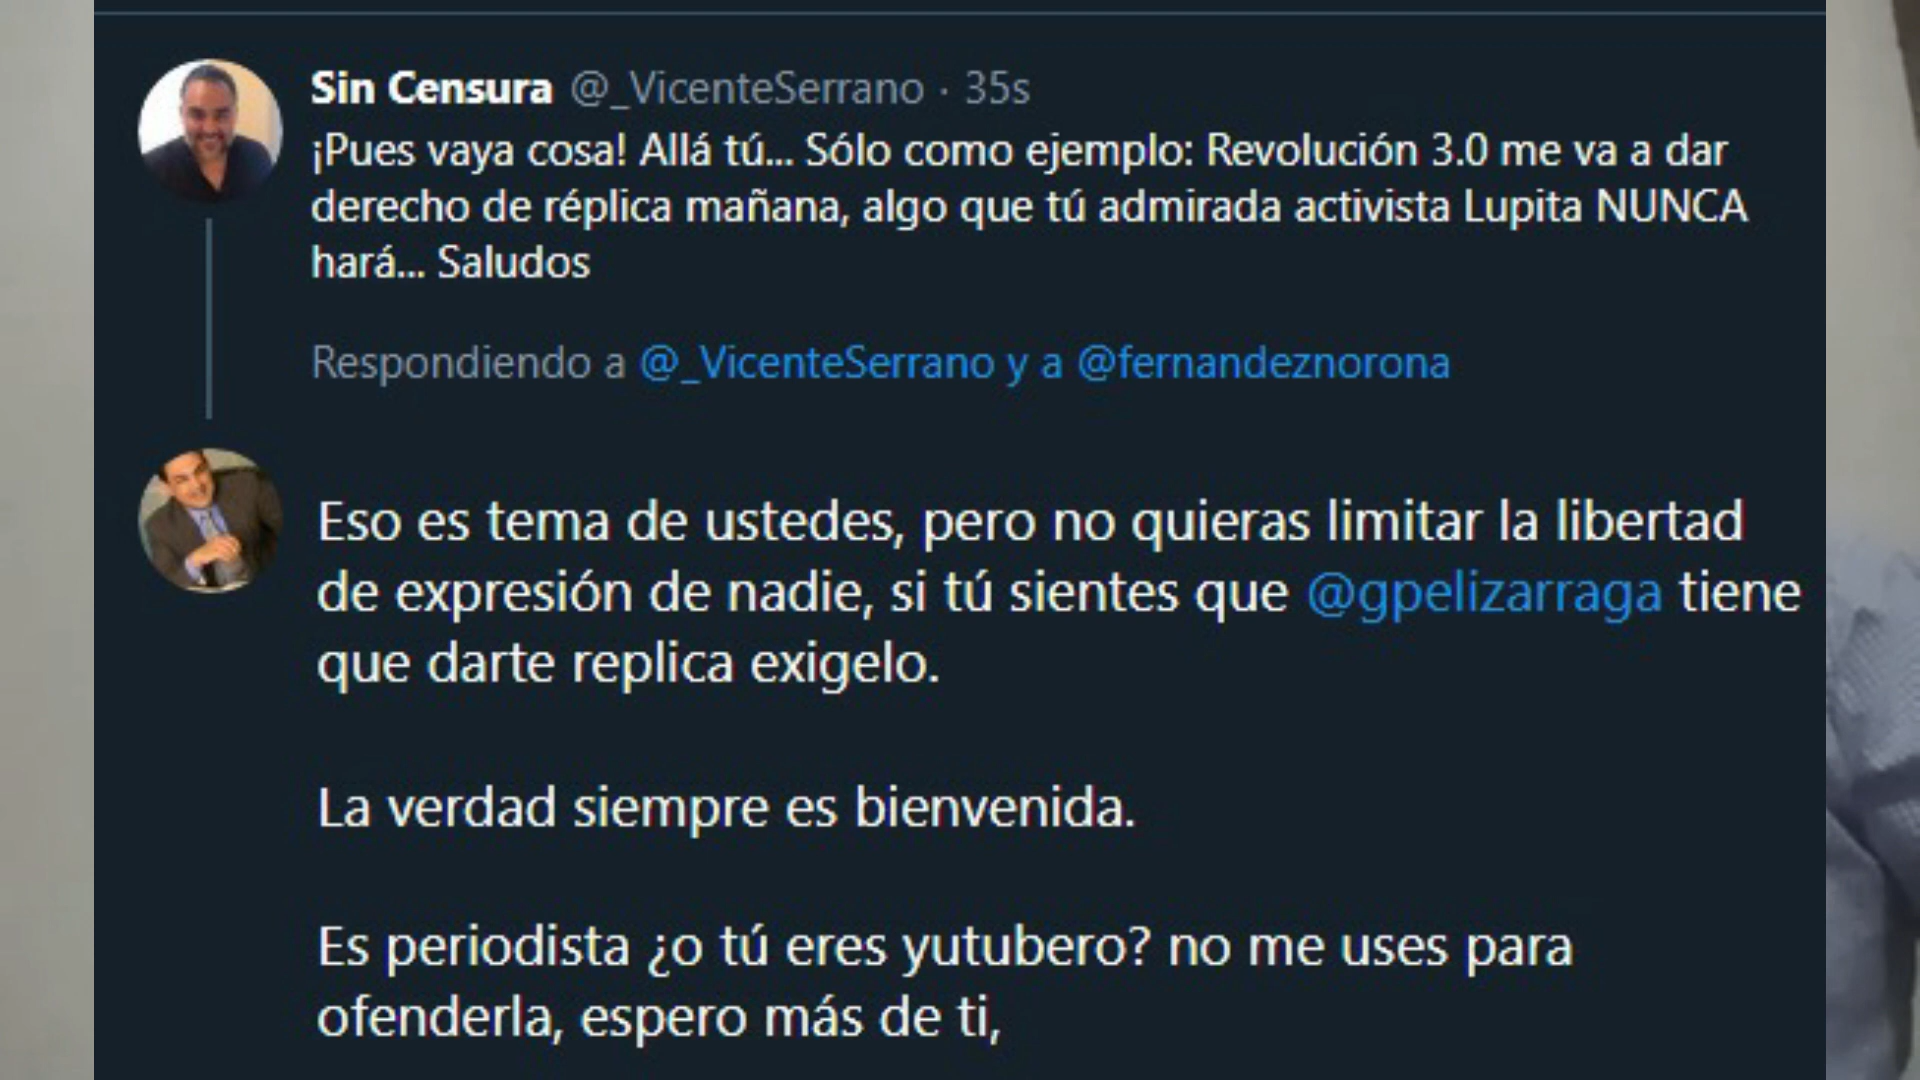 Sin Censura @_VicenteSerrano · 35s
¡Pues vaya cosa! Allá tú... Sólo como ejemplo: Revolución 3.0 me va a dar
derecho de réplica mañana, algo que tú admirada activista Lupita NUNCA
hará... Saludos
Respondiendo a @_VicenteSerrano y a @fernandeznorona
Eso es tema de ustedes, pero no quieras limitar la libertad
de expresión de nadie, si tú sientes que @gpelizarraga tiene
que darte replica exigelo.
La verdad siempre es bienvenida.
Es periodista ¿o tú eres yutubero? no me uses para
ofenderla, espero más de ti,